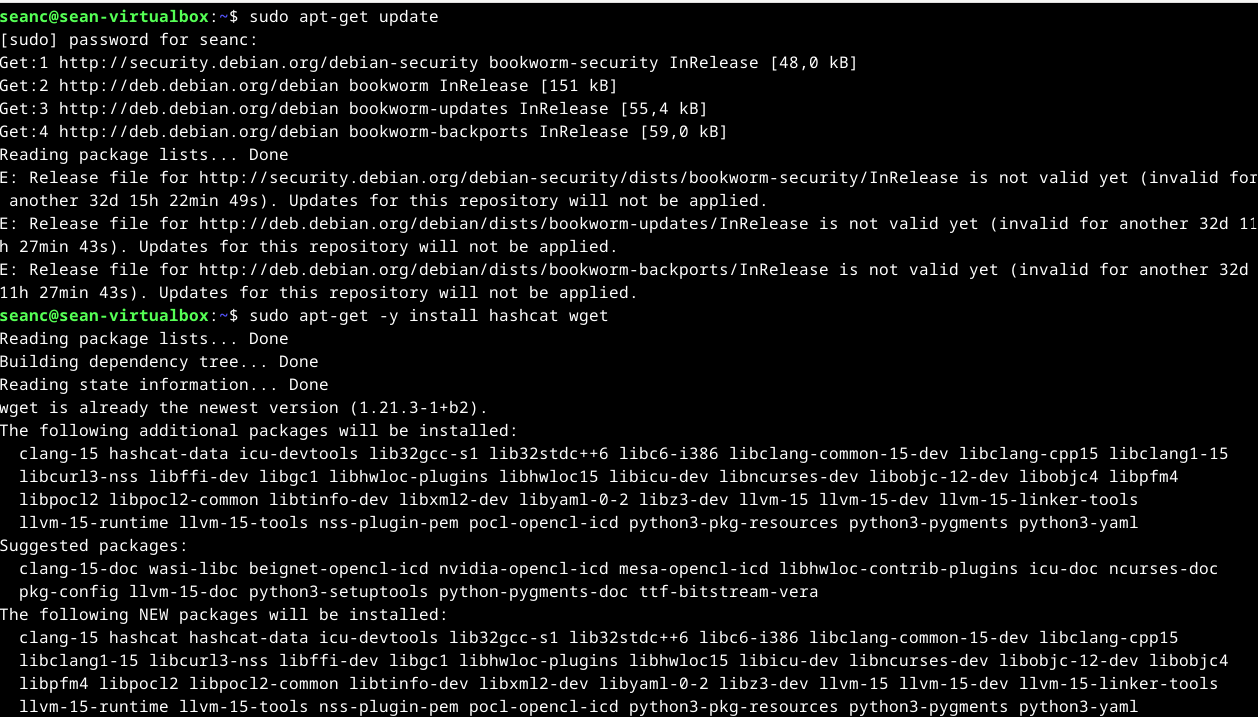 seanc@sean-virtualbox:~$ sudo apt-get update
[sudo] password for seanc:
Get:1 http://security.debian.org/debian-security bookworm-security InRelease [48,0 kB]
Get:2 http://deb.debian.org/debian bookworm InRelease [151 kB]
Get:3 http://deb.debian.org/debian bookworm-updates InRelease [55,4 kB]
Get:4 http://deb.debian.org/debian bookworm-backports InRelease [59,0 kB]
Reading package lists... Done
E: Release file for http://security.debian.org/debian-security/dists/bookworm-security/InRelease is not valid yet (invalid for
 another 32d 15h 22min 49s). Updates for this repository will not be applied.
E: Release file for http://deb.debian.org/debian/dists/bookworm-updates/InRelease is not valid yet (invalid for another 32d 11
h 27min 43s). Updates for this repository will not be applied.
E: Release file for http://deb.debian.org/debian/dists/bookworm-backports/InRelease is not valid yet (invalid for another 32d
11h 27min 43s). Updates for this repository will not be applied.
seanc@sean-virtualbox:~$ sudo apt-get -y install hashcat wget
Reading package lists... Done
Building dependency tree... Done
Reading state information... Done
wget is already the newest version (1.21.3-1+b2).
The following additional packages will be installed:
  clang-15 hashcat-data icu-devtools lib32gcc-s1 lib32stdc++6 libc6-i386 libclang-common-15-dev libclang-cpp15 libclang1-15
  libcurl3-nss libffi-dev libgc1 libhwloc-plugins libhwloc15 libicu-dev libncurses-dev libobjc-12-dev libobjc4 libpfm4
  libpocl2 libpocl2-common libtinfo-dev libxml2-dev libyaml-0-2 libz3-dev llvm-15 llvm-15-dev llvm-15-linker-tools
  llvm-15-runtime llvm-15-tools nss-plugin-pem pocl-opencl-icd python3-pkg-resources python3-pygments python3-yaml
Suggested packages:
  clang-15-doc wasi-libc beignet-opencl-icd nvidia-opencl-icd mesa-opencl-icd libhwloc-contrib-plugins icu-doc ncurses-doc
  pkg-config llvm-15-doc python3-setuptools python-pygments-doc ttf-bitstream-vera
The following NEW packages will be installed:
  clang-15 hashcat hashcat-data icu-devtools lib32gcc-s1 lib32stdc++6 libc6-i386 libclang-common-15-dev libclang-cpp15
  libclang1-15 libcurl3-nss libffi-dev libgc1 libhwloc-plugins libhwloc15 libicu-dev libncurses-dev libobjc-12-dev libobjc4
  libpfm4 libpocl2 libpocl2-common libtinfo-dev libxml2-dev libyaml-0-2 libz3-dev llvm-15 llvm-15-dev llvm-15-linker-tools
  llvm-15-runtime llvm-15-tools nss-plugin-pem pocl-opencl-icd python3-pkg-resources python3-pygments python3-yaml